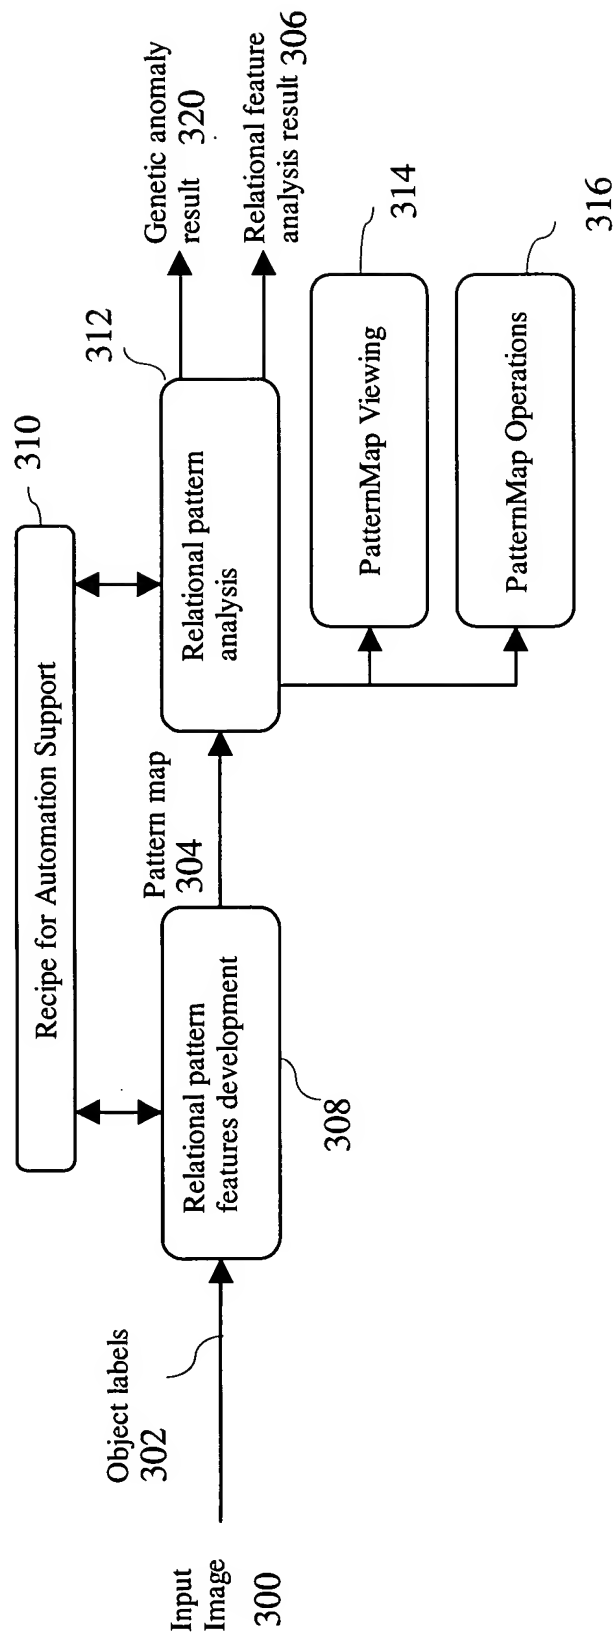 Recipe for Automation Support
310
Input
Image
300
Object labels
302
Relational pattern
features development
308
Pattern map
304
Relational pattern
analysis
312
Genetic anomaly
result 320
Relational feature
analysis result 306
PatternMap Viewing
314
PatternMap Operations
316